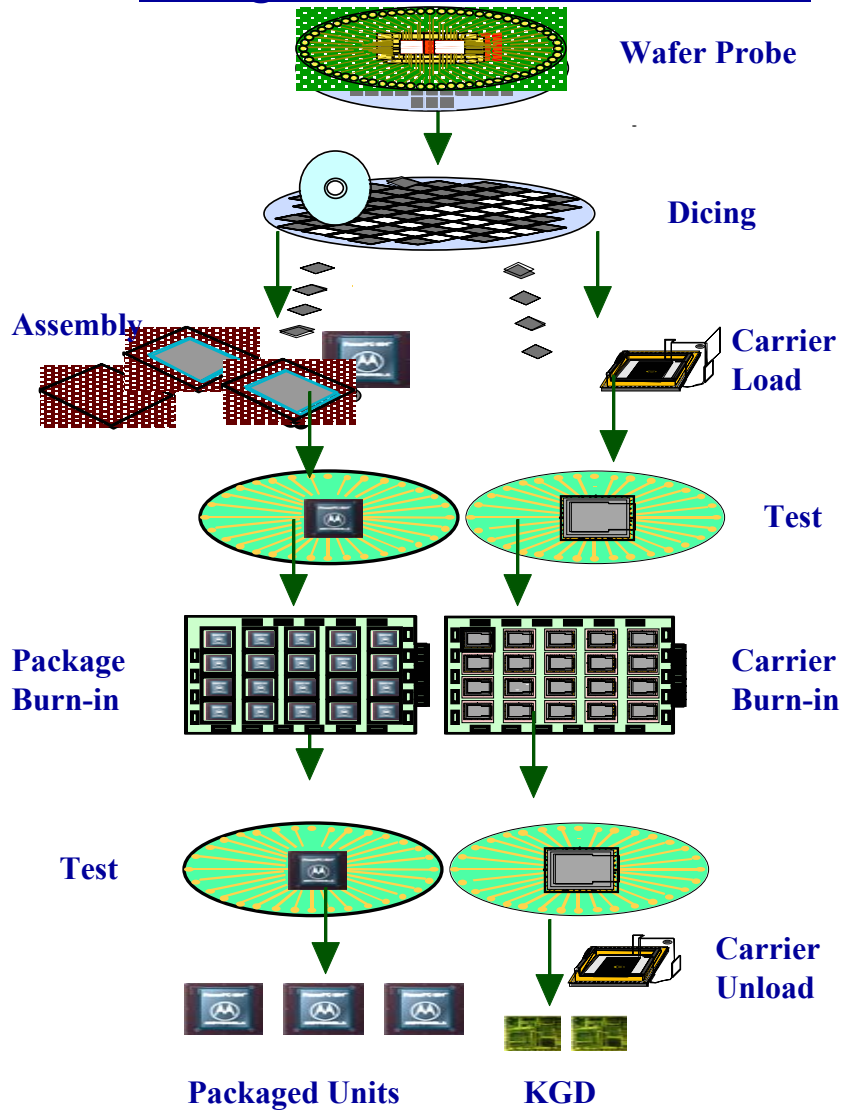 Wafer Probe
Dicing
Assembly
Carrier
Load
Test
Package
Burn-in
Carrier
Burn-in
Test
Carrier
Unload
Packaged Units
KGD